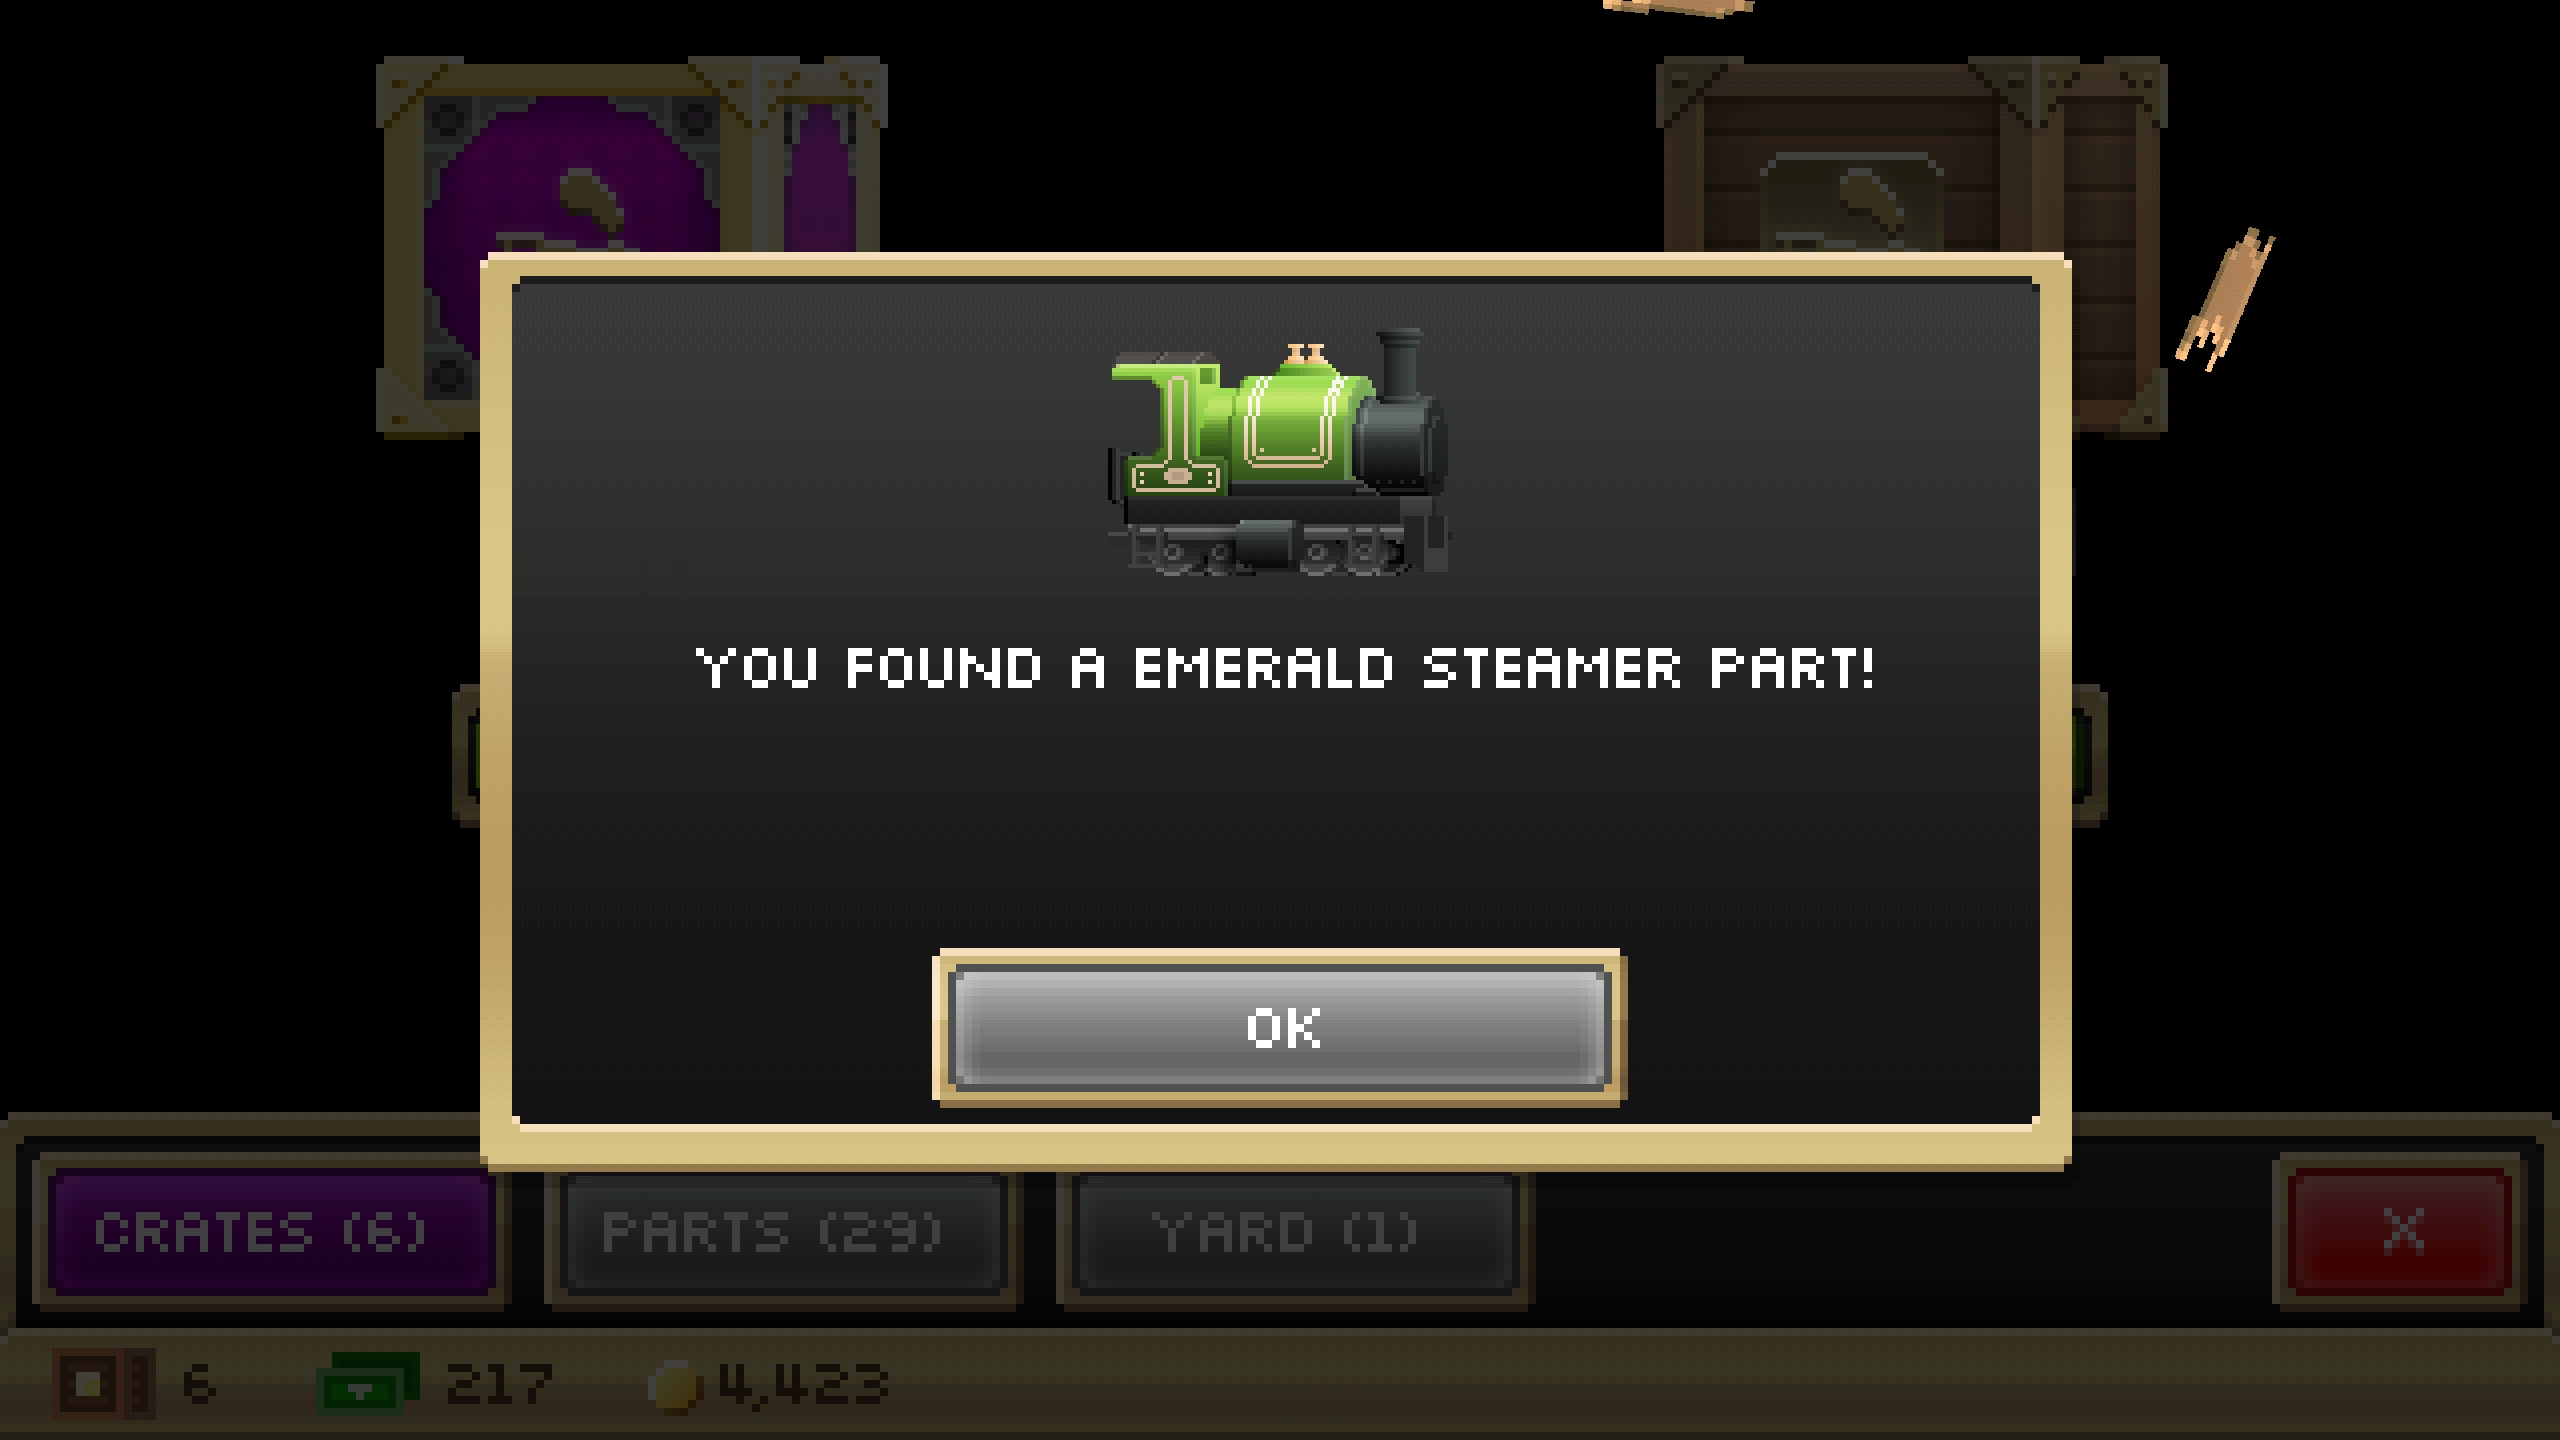 YOU FOUND A EMERALD STEAMER PART!
OK
CRATES (6)
PARTS (29)
YARD (1)
X
6
217
4,423